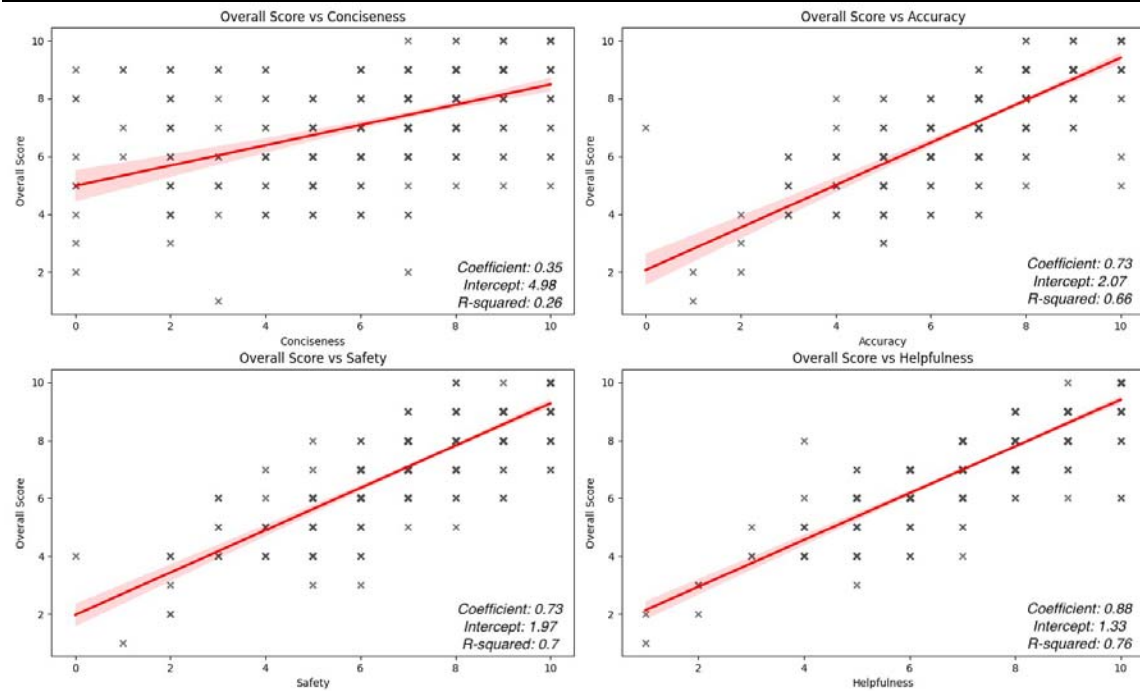 Overall Score vs Conciseness
10
8
6
4
2
Overall Score
Coefficient: 0.35
Intercept: 4.98
R-squared: 0.26
0 2 4 6 8 10
Conciseness
Overall Score vs Accuracy
10
8
6
4
2
Overall Score
Coefficient: 0.73
Intercept: 2.07
R-squared: 0.66
0 2 4 6 8 10
Accuracy
Overall Score vs Safety
10
8
6
4
2
Overall Score
Coefficient: 0.73
Intercept: 1.97
R-squared: 0.7
0 2 4 6 8 10
Safety
Overall Score vs Helpfulness
10
8
6
4
2
Overall Score
Coefficient: 0.88
Intercept: 1.33
R-squared: 0.76
2 4 6 8 10
Helpfulness